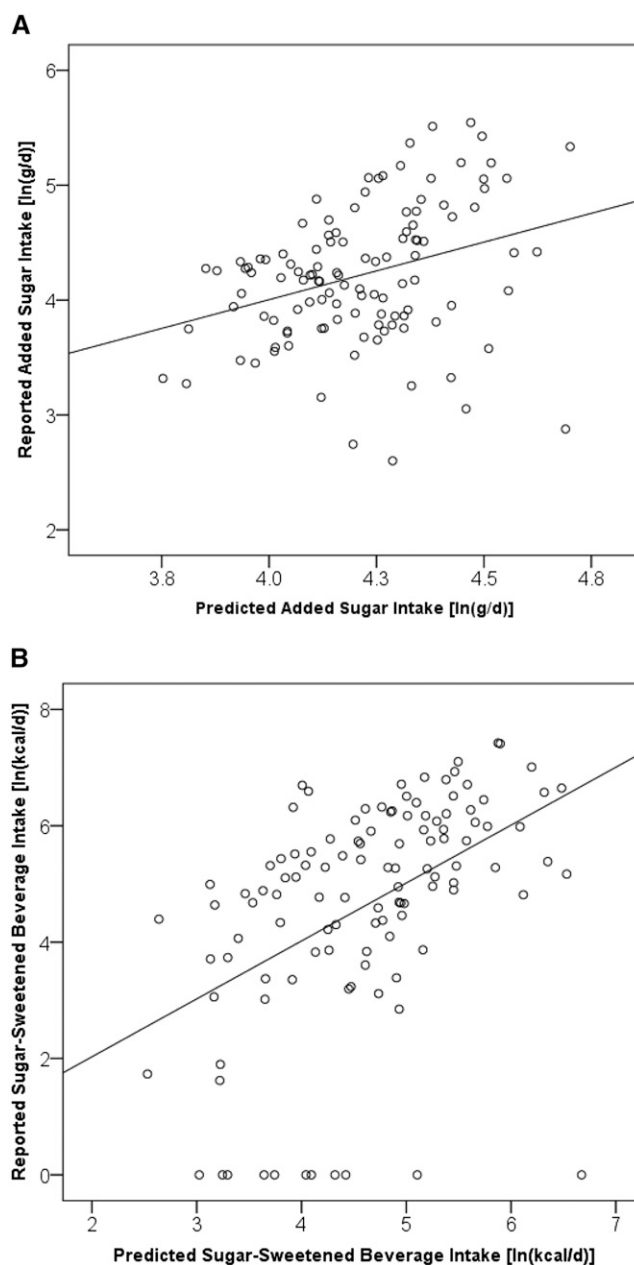 A
Reported Added Sugar Intake [ln(g/d)]
6
5
4
3
2
3.8 4.0 4.3 4.5 4.8
Predicted Added Sugar Intake [ln(g/d)]
B
Reported Sugar-Sweetened Beverage Intake [ln(kcal/d)]
8
6
4
2
0
2 3 4 5 6 7
Predicted Sugar-Sweetened Beverage Intake [ln(kcal/d)]